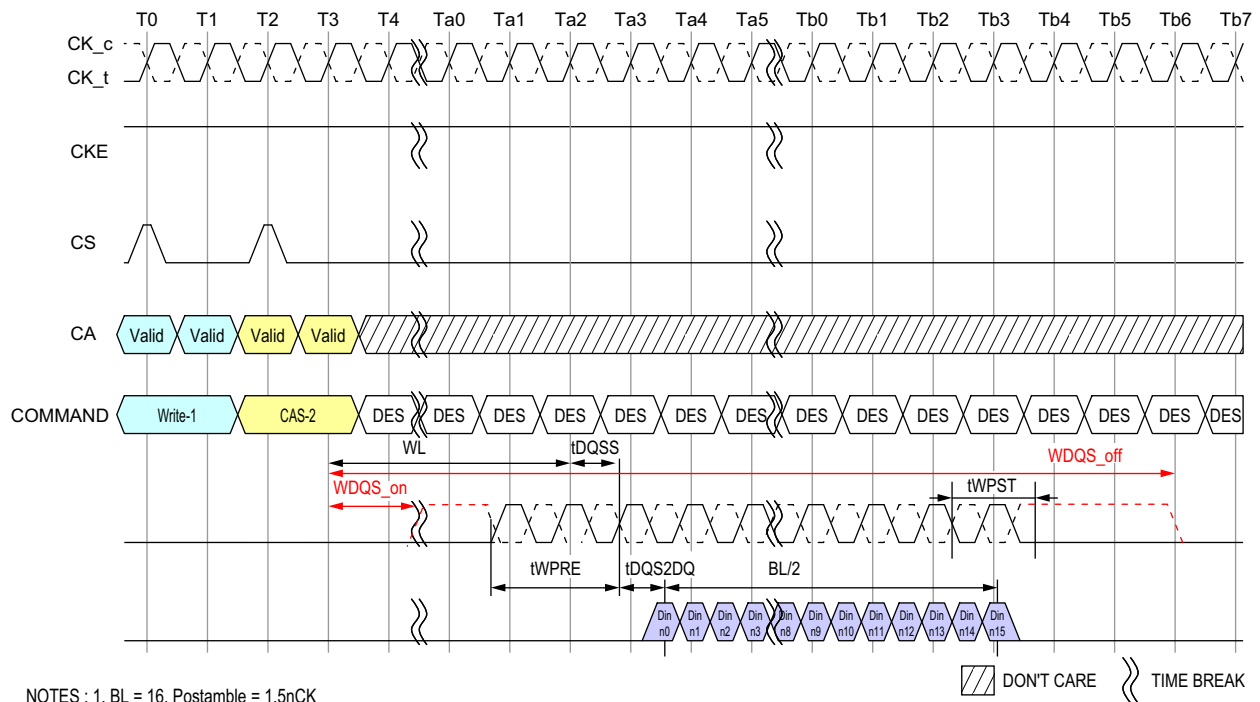 T0 T1 T2 T3 T4 Ta0 Ta1 Ta2 Ta3 Ta4 Ta5 Tb0 Tb1 Tb2 Tb3 Tb4 Tb5 Tb6 Tb7
CK_c
CK_t
CKE
CS
CA Valid Valid Valid Valid
COMMAND Write-1 CAS-2 DES DES DES DES DES DES DES DES DES DES DES DES DES DES DES
WL tDQSS
WDQS_off
WDQS_on
tWPST
tWPRE tDQS2DQ BL/2
Din Din Din Din Din Din Din Din Din Din Din Din
n0 n1 n2 n3 n8 n9 n10 n11 n12 n13 n14 n15
DON'T CARE TIME BREAK
NOTES : 1. BL = 16, Postamble = 1.5nCK